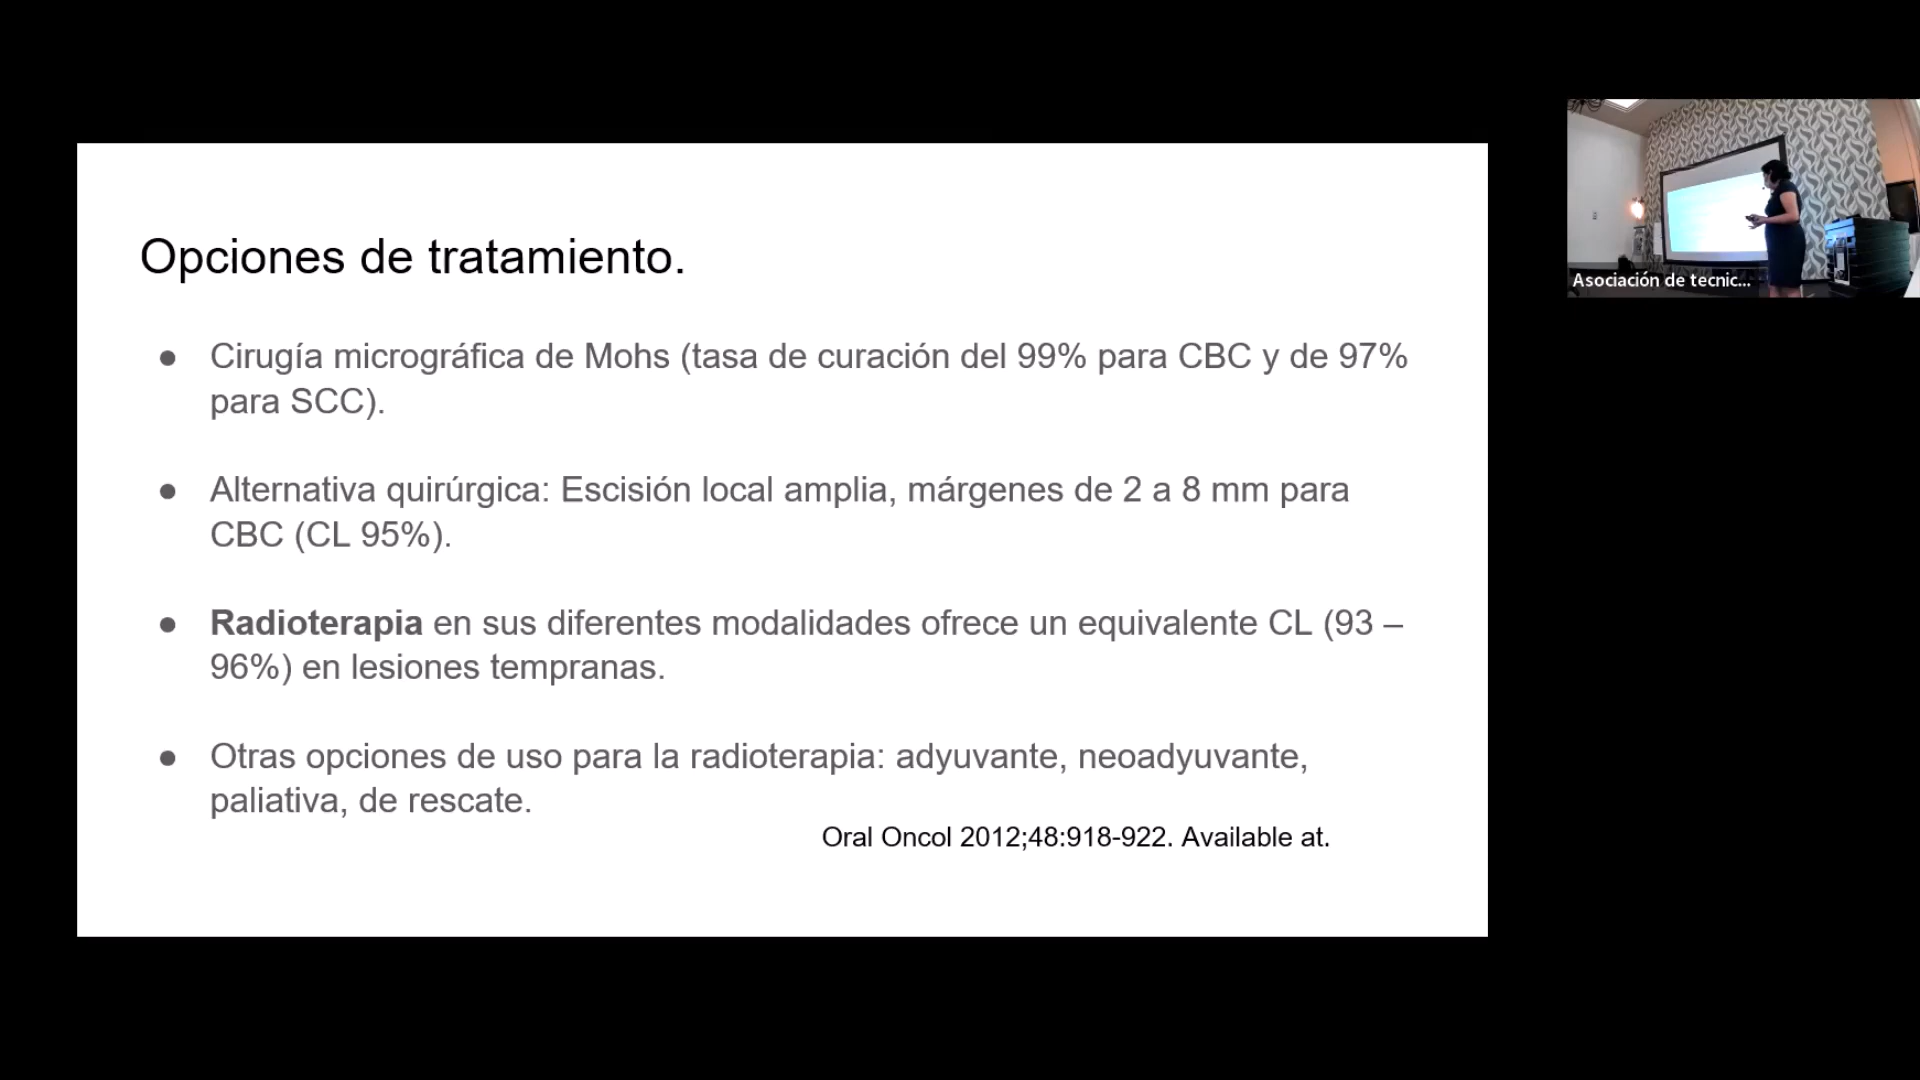 Opciones de tratamiento.
● Cirugía micrográfica de Mohs (tasa de curación del 99% para CBC y de 97%
para SCC).
● Alternativa quirúrgica: Escisión local amplia, márgenes de 2 a 8 mm para
CBC (CL 95%).
● Radioterapia en sus diferentes modalidades ofrece un equivalente CL (93 –
96%) en lesiones tempranas.
● Otras opciones de uso para la radioterapia: adyuvante, neoadyuvante,
paliativa, de rescate.
Oral Oncol 2012;48:918-922. Available at.
Asociación de tecnic...